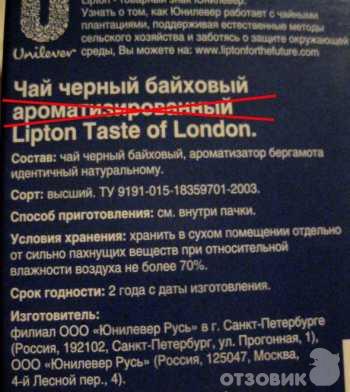 Lipton - товарный знак Юнилевер.
Узнать о том, как Юнилевер работает с чайными
плантациями, поддерживая естественные методы
сельского хозяйства и заботясь о защите окружающей
среды, Вы можете на: www.liptonforthefuture.com
Unilever
Чай черный байховый
ароматизированный
Lipton Taste of London.
Состав: чай черный байховый, ароматизатор бергамота
идентичный натуральному.
Сорт: высший. ТУ 9191-015-18359701-2003.
Способ приготовления: см. внутри пачки.
Условия хранения: хранить в сухом помещении отдельно
от сильно пахнущих веществ при относительной
влажности воздуха не более 70%.
Срок годности: 2 года с даты изготовления.
Изготовитель:
филиал ООО «Юнилевер Русь» в г. Санкт-Петербурге
(Россия, 192102, Санкт-Петербург, ул. Прогонная, 1),
ООО «Юнилевер Русь» (Россия, 125047, Москва,
4-й Лесной пер., 4).
ОТЗОВИК